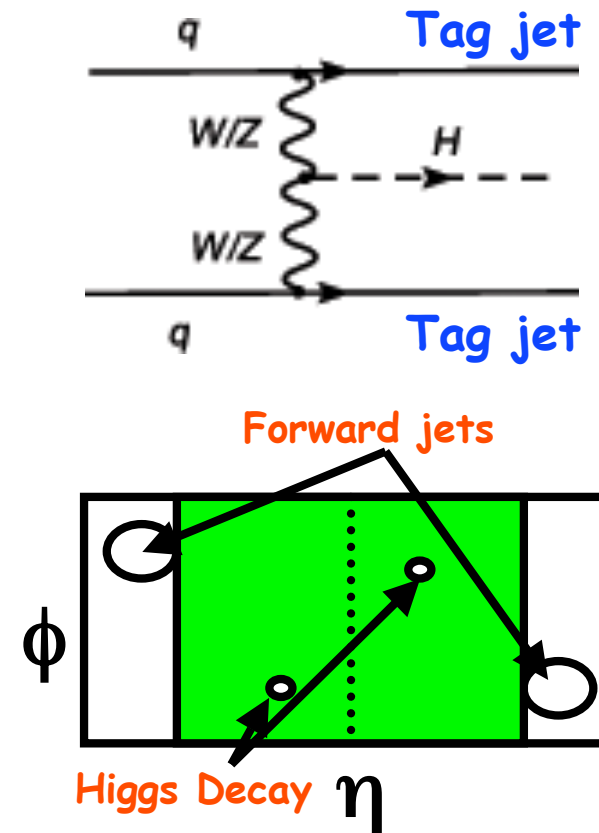 q Tag jet
W/Z H
W/Z
q Tag jet
Forward jets
ϕ
Higgs Decay η